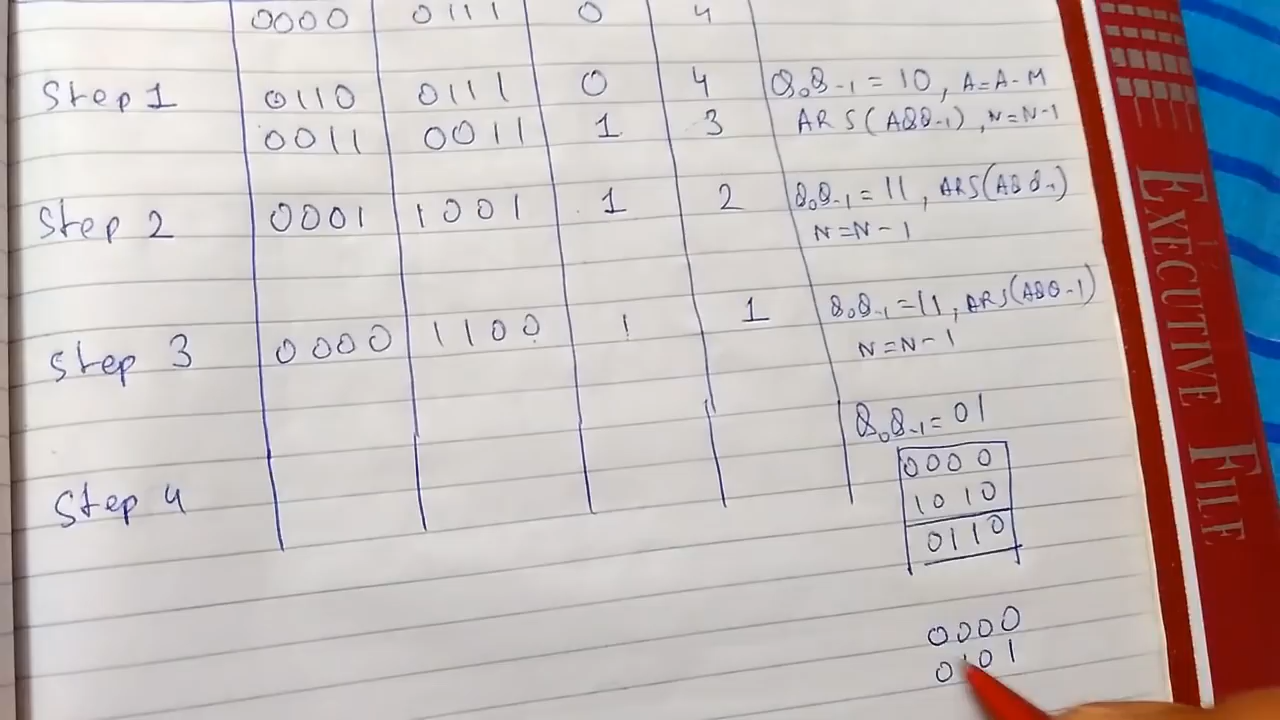 0000 0111 0 4
Step 1 0110 0111 0 4 Q₀Q-1 = 10, A=A-M
0011 0011 1 3 ARS(AQQ-1), N=N-1
Step 2 0001 1001 1 2 Q₀Q-1 = 11, ARS(AQQ-1)
N=N-1
Step 3 0000 1100 1 1 Q₀Q-1 = 11, ARS(AQQ-1)
N=N-1
Q₀Q-1 = 01
0000
Step 4 1010
0110
0000
0101
EXECUTIVE FILE